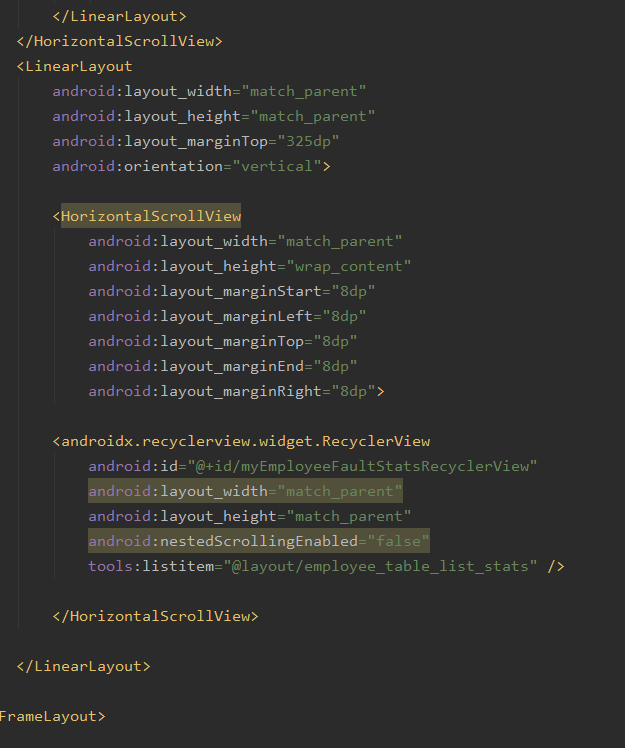 </LinearLayout>
</HorizontalScrollView>
<LinearLayout
android:layout_width="match_parent"
android:layout_height="match_parent"
android:layout_marginTop="325dp"
android:orientation="vertical">
<HorizontalScrollView
android:layout_width="match_parent"
android:layout_height="wrap_content"
android:layout_marginStart="8dp"
android:layout_marginLeft="8dp"
android:layout_marginTop="8dp"
android:layout_marginEnd="8dp"
android:layout_marginRight="8dp">
<androidx.recyclerview.widget.RecyclerView
android:id="@+id/myEmployeeFaultStatsRecyclerView"
android:layout_width="match_parent"
android:layout_height="match_parent"
android:nestedScrollingEnabled="false"
tools:listitem="@layout/employee_table_list_stats" />
</HorizontalScrollView>
</LinearLayout>
FrameLayout>